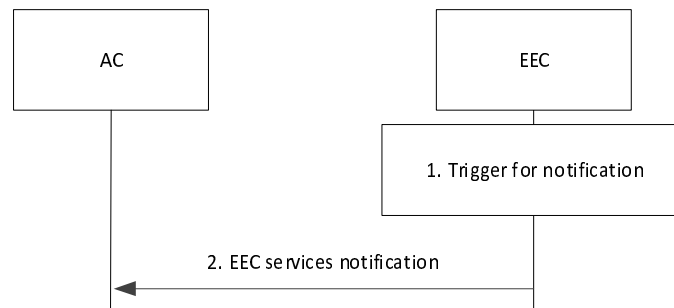 AC
EEC
1. Trigger for notification
2. EEC services notification